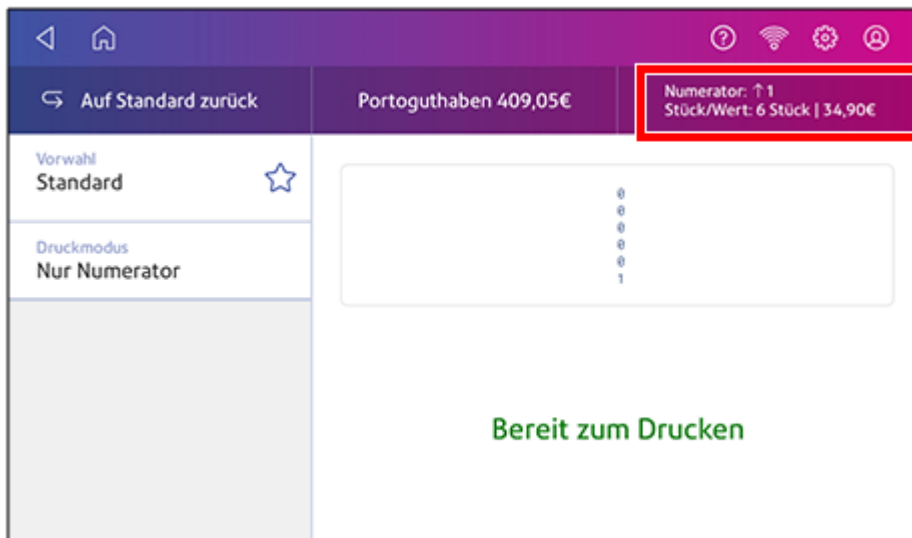 Auf Standard zurück
Portoguthaben 409,05€
Numerator: ↑1
Stück/Wert: 6 Stück | 34,90€
Vorwahl
Standard
Druckmodus
Nur Numerator
0
0
0
0
0
1
Bereit zum Drucken